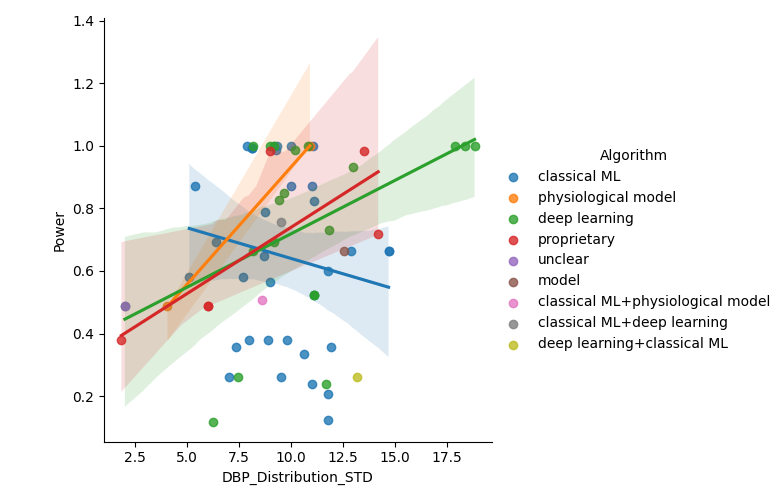 1.4
1.2
1.0
0.8
0.6
0.4
0.2
Power
2.5 5.0 7.5 10.0 12.5 15.0 17.5
DBP_Distribution_STD
Algorithm
classical ML
physiological model
deep learning
proprietary
unclear
model
classical ML+physiological model
classical ML+deep learning
deep learning+classical ML